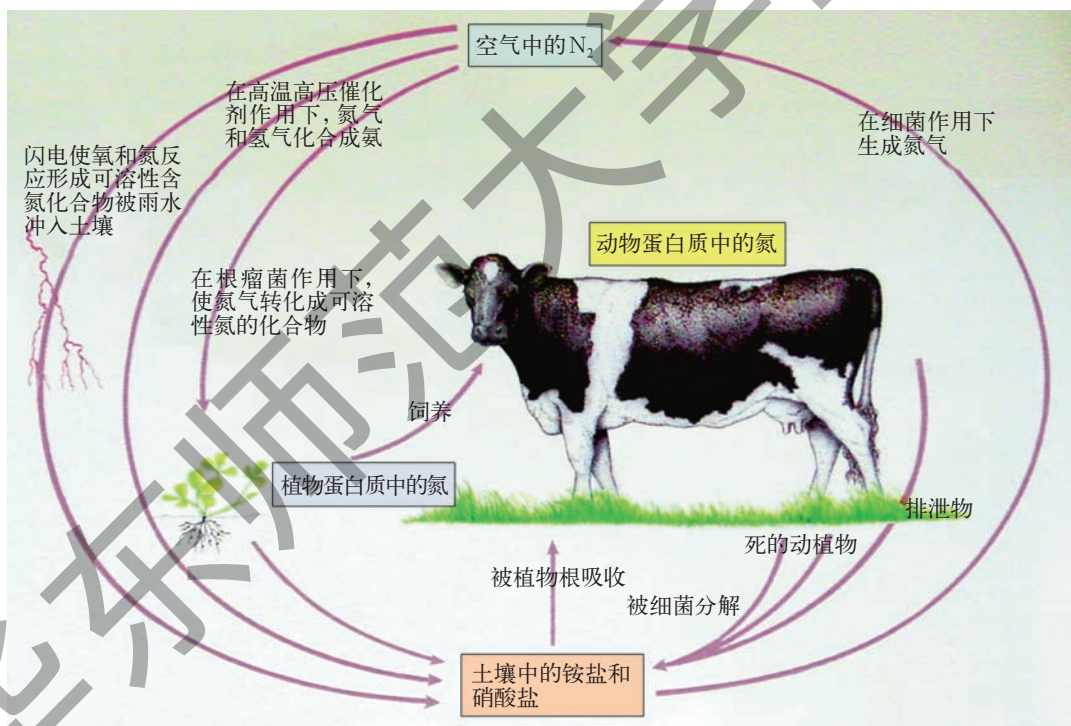 空气中的N₂
在高温高压催化
剂作用下，氮气
和氢气化合成氨
在细菌作用下
生成氮气
闪电使氧和氮反
应形成可溶性含
氮化合物被雨水
冲入土壤
动物蛋白质中的氮
在根瘤菌作用下，
使氮气转化成可溶
性氮的化合物
饲养
植物蛋白质中的氮
排泄物
死的动植物
被植物根吸收
被细菌分解
土壤中的铵盐和
硝酸盐
华东师范大学